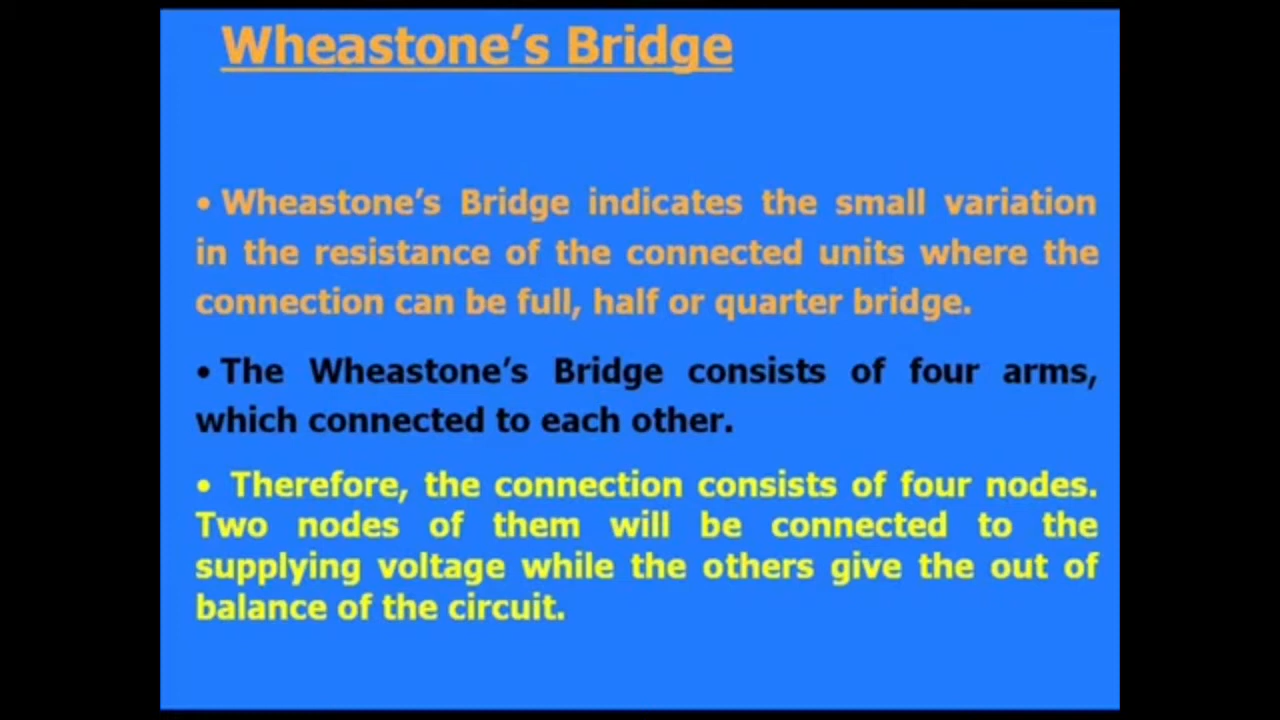 Wheastone's Bridge
• Wheastone's Bridge indicates the small variation
in the resistance of the connected units where the
connection can be full, half or quarter bridge.
• The Wheastone's Bridge consists of four arms,
which connected to each other.
• Therefore, the connection consists of four nodes.
Two nodes of them will be connected to the
supplying voltage while the others give the out of
balance of the circuit.